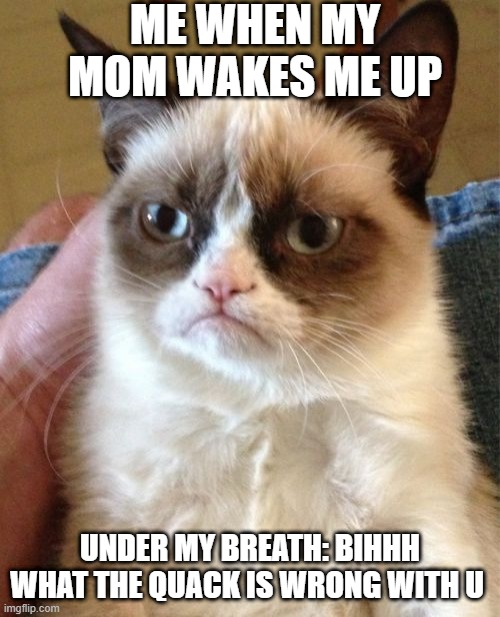 ME WHEN MY
MOM WAKES ME UP
UNDER MY BREATH: BIHHH
WHAT THE QUACK IS WRONG WITH U
imgflip.com